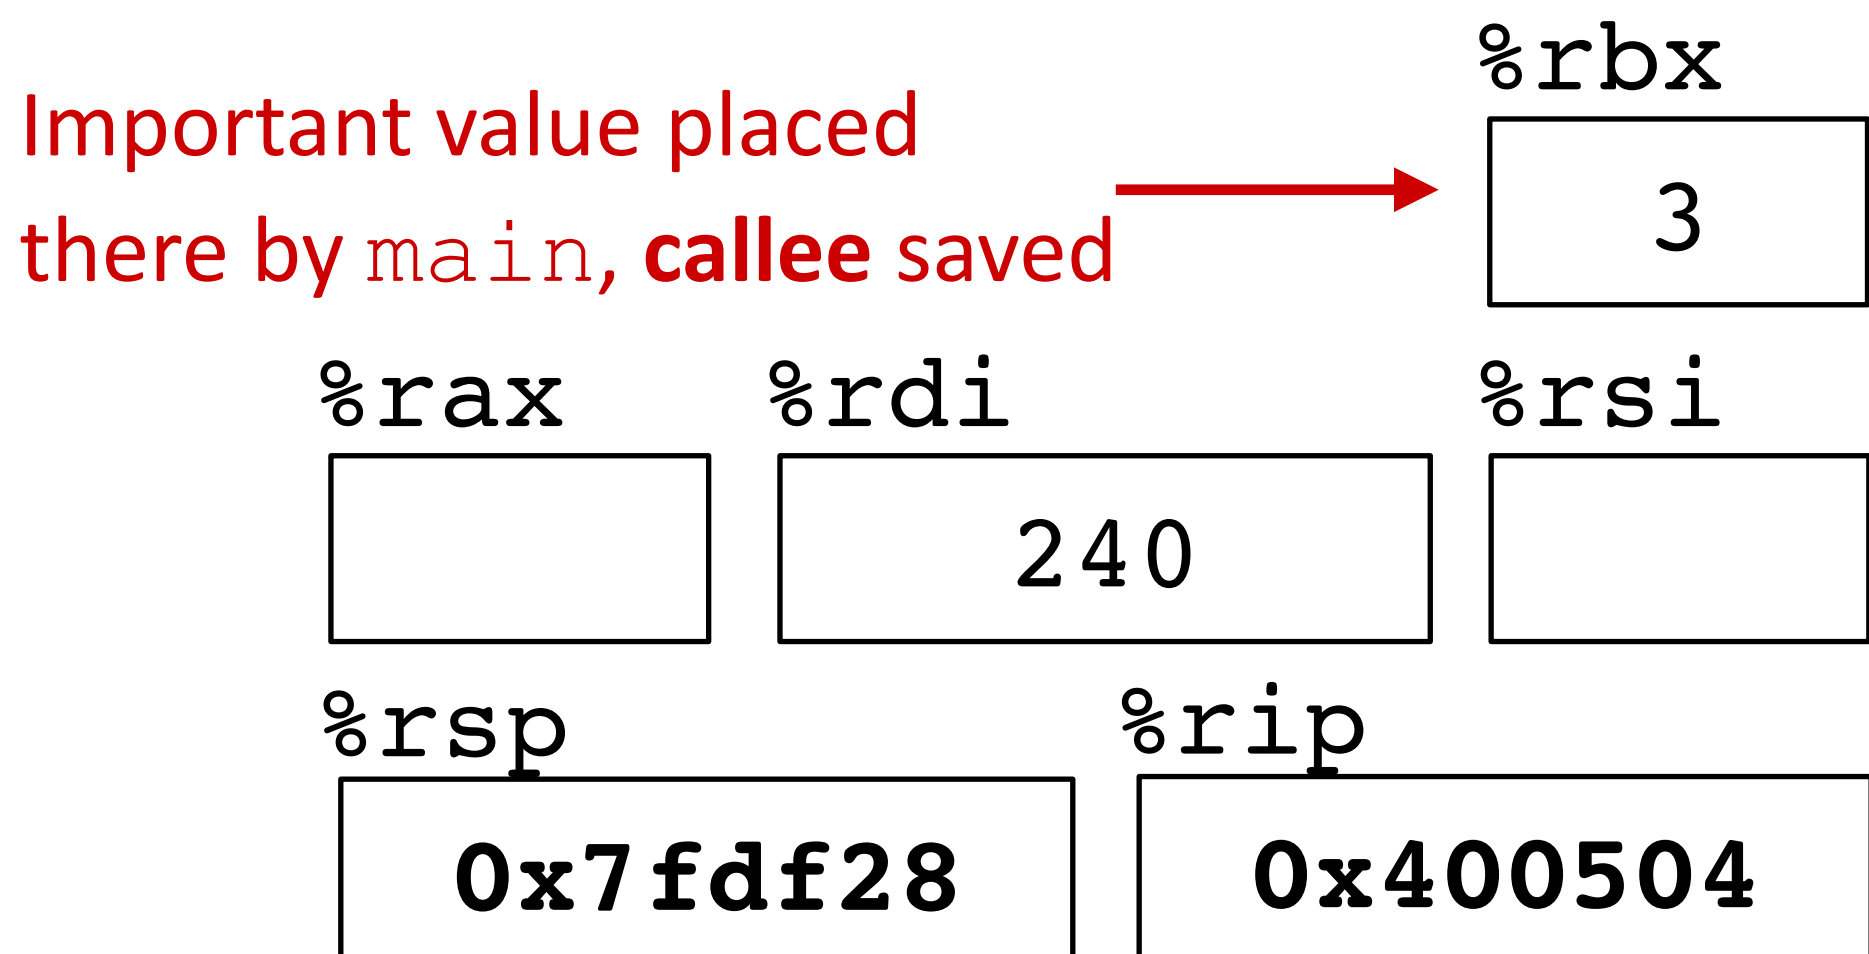 %rbx
Important value placed
there by main, callee saved
3
%rax %rdi %rsi
240
%rsp %rip
0x7fdf28 0x400504